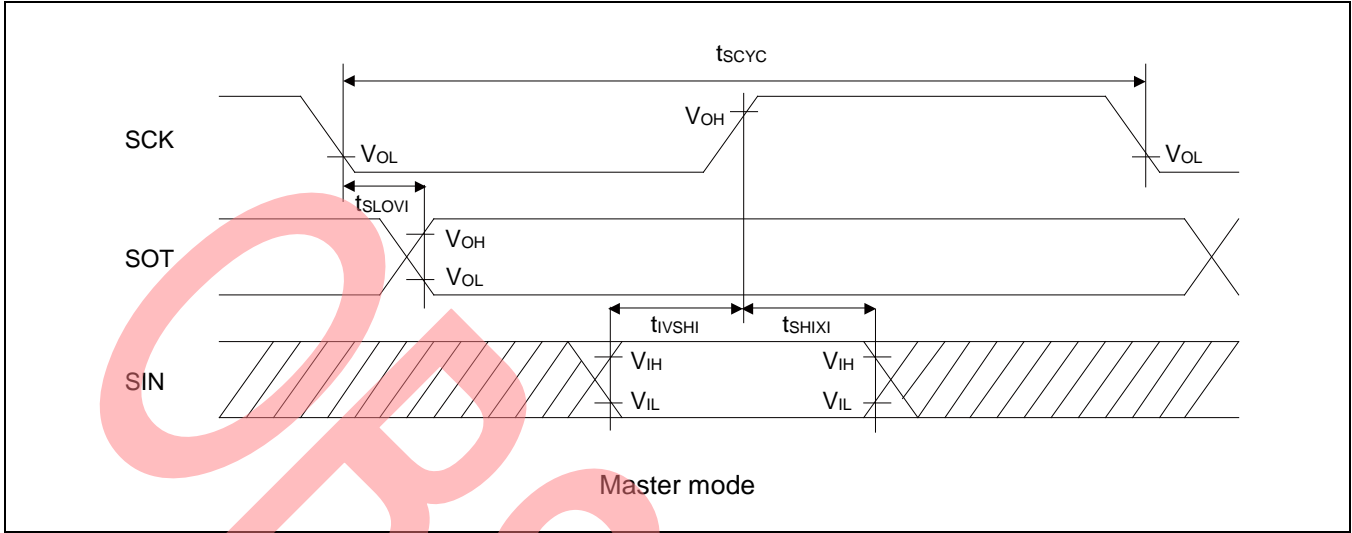 tSCYC
SCK
VOH
VOL
VOL
tSLOVI
SOT
VOH
VOL
tIVSHI
tSHIXI
SIN
VIH
VIH
VIL
VIL
Master mode